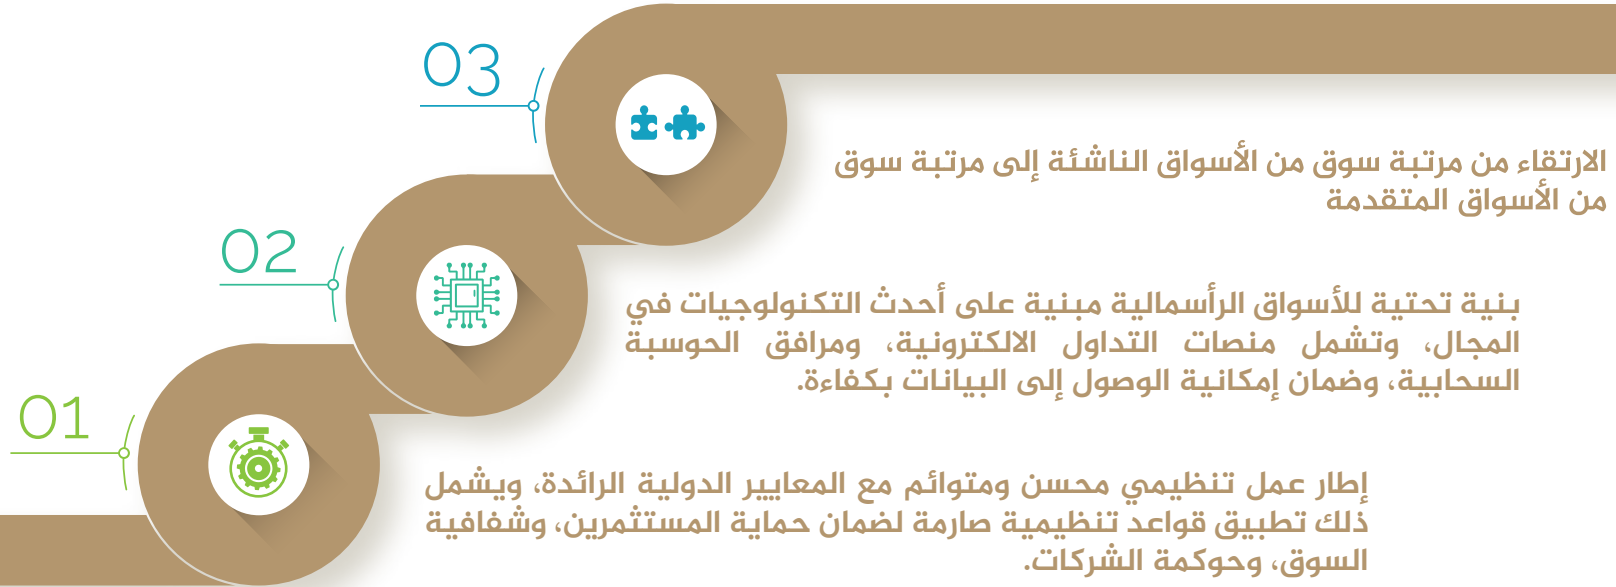 03
الارتقاء من مرتبة سوق من الأسواق الناشئة إلى مرتبة سوق
من الأسواق المتقدمة
02
بنية تحتية للأسواق الرأسمالية مبنية على أحدث التكنولوجيات في
المجال، وتشمل منصات التداول الالكترونية، ومرافق الحوسبة
السحابية، وضمان إمكانية الوصول إلى البيانات بكفاءة.
01
إطار عمل تنظيمي محسن ومتوائم مع المعايير الدولية الرائدة، ويشمل
ذلك تطبيق قواعد تنظيمية صارمة لضمان حماية المستثمرين، وشفافية
السوق، وحوكمة الشركات.